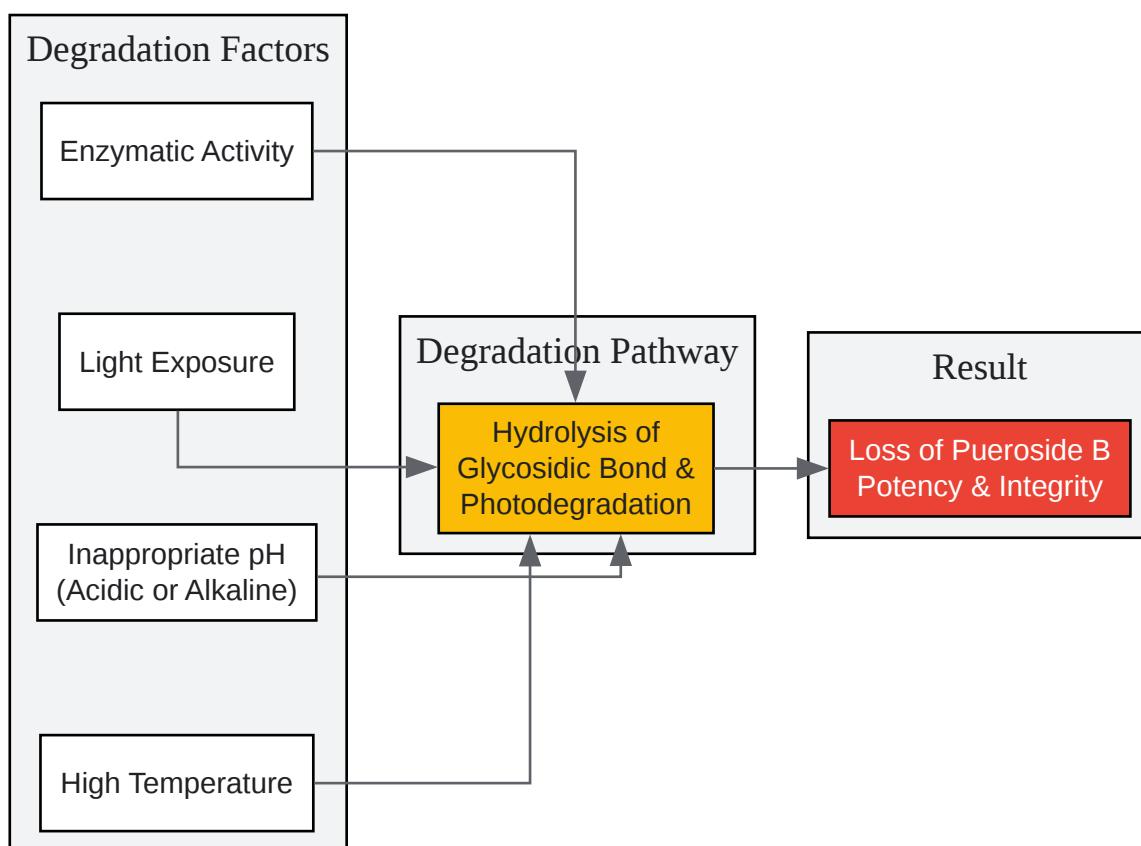 Degradation Factors
Enzymatic Activity
Light Exposure
Inappropriate pH
(Acidic or Alkaline)
High Temperature
Degradation Pathway
Hydrolysis of
Glycosidic Bond &
Photodegradation
Result
Loss of Pueroside B
Potency & Integrity